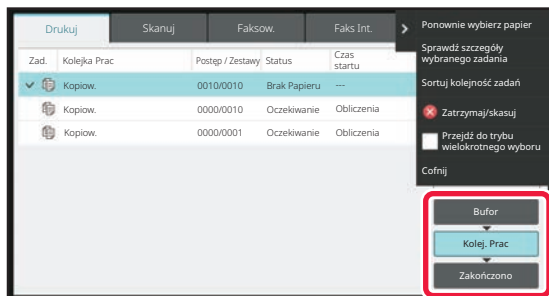 Drukuj Skanuj Faksow. Faks Int.
Zad. Kolejka Prac Postęp / Zestawy Status Czas startu
Kopiow. 0010/0010 Brak Papieru ---
Kopiow. 0000/0010 Oczekiwanie Obliczenia
Kopiow. 0000/0001 Oczekiwanie Obliczenia
Ponownie wybierz papier
Sprawdź szczegóły
wybranego zadania
Sortuj kolejność zadań
Zatrzymaj/skasuj
Przejdź do trybu
wielokrotnego wyboru
Cofnij
Bufor
Kolej. Prac
Zakończono